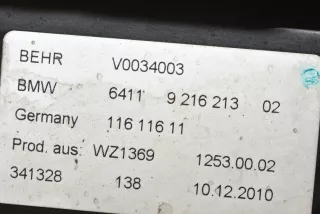 BEHR V0034003
BMW 6411 9 216 213 02
Germany 116 116 11
Prod. aus: WZ1369 1253.00.02
341328 138 10.12.2010